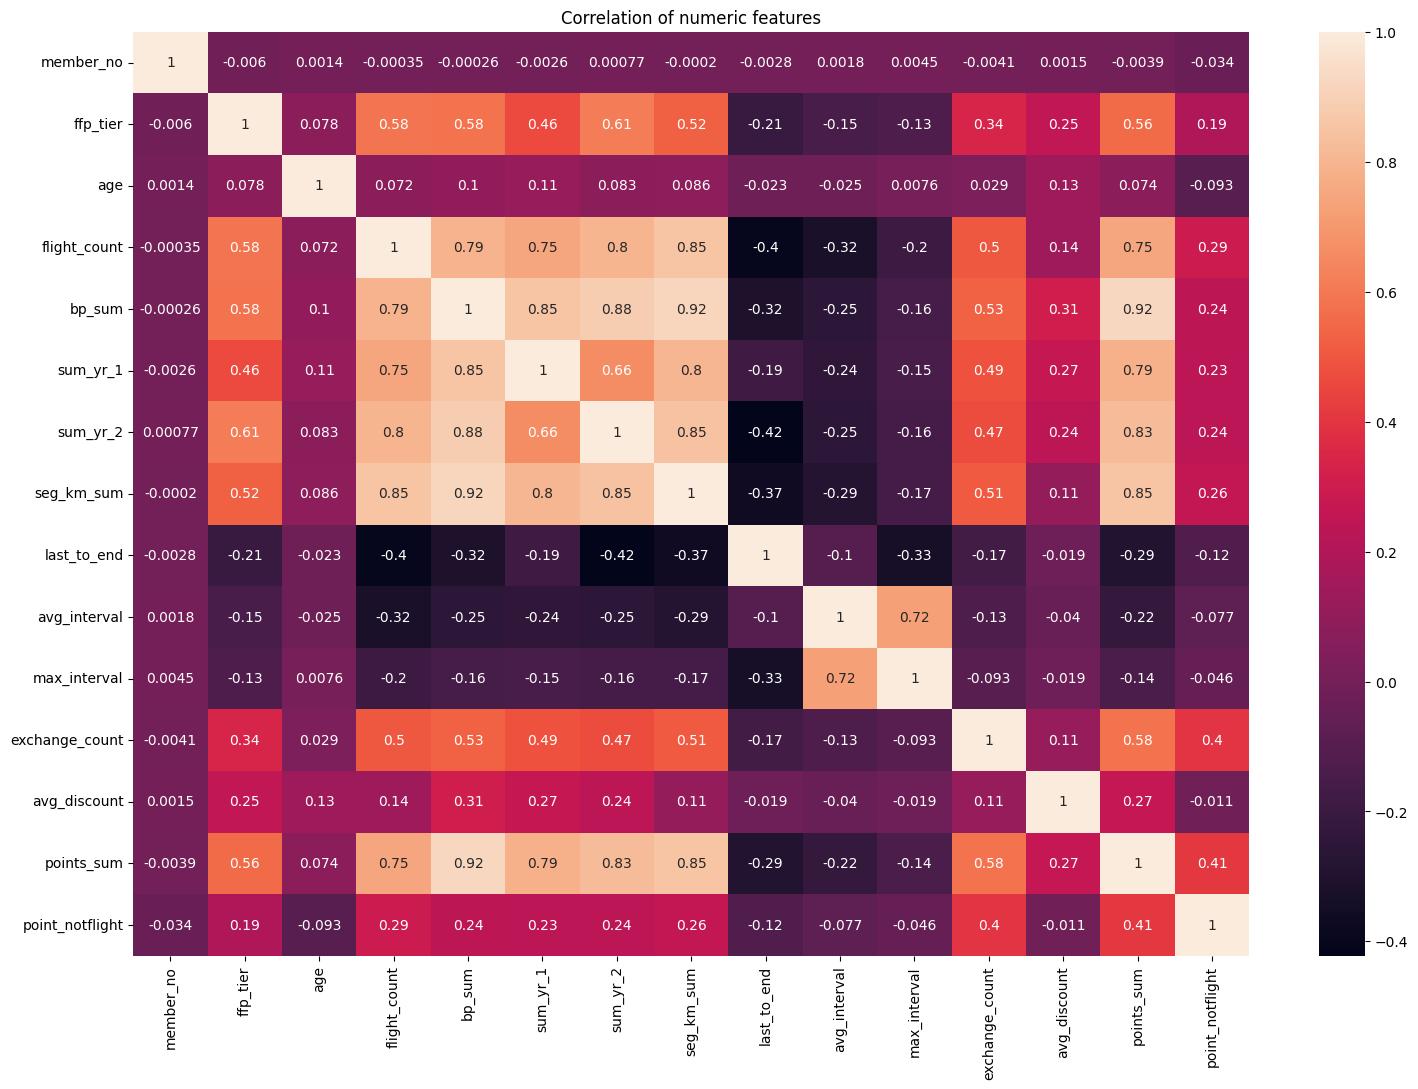 Correlation of numeric features
member_no 1 -0.006 0.0014 -0.00035 -0.00026 -0.0026 0.00077 -0.0002 -0.0028 0.0018 0.0045 -0.0041 0.0015 -0.0039 -0.034
ffp_tier -0.006 1 0.078 0.58 0.58 0.46 0.61 0.52 -0.21 -0.15 -0.13 0.34 0.25 0.56 0.19
age 0.0014 0.078 1 0.072 0.1 0.11 0.083 0.086 -0.023 -0.025 0.0076 0.029 0.13 0.074 -0.093
flight_count -0.00035 0.58 0.072 1 0.79 0.75 0.8 0.85 -0.4 -0.32 -0.2 0.5 0.14 0.75 0.29
bp_sum -0.00026 0.58 0.1 0.79 1 0.85 0.88 0.92 -0.32 -0.25 -0.16 0.53 0.31 0.92 0.24
sum_yr_1 -0.0026 0.46 0.11 0.75 0.85 1 0.66 0.8 -0.19 -0.24 -0.15 0.49 0.27 0.79 0.23
sum_yr_2 0.00077 0.61 0.083 0.8 0.88 0.66 1 0.85 -0.42 -0.25 -0.16 0.47 0.24 0.83 0.24
seg_km_sum -0.0002 0.52 0.086 0.85 0.92 0.8 0.85 1 -0.37 -0.29 -0.17 0.51 0.11 0.85 0.26
last_to_end -0.0028 -0.21 -0.023 -0.4 -0.32 -0.19 -0.42 -0.37 1 -0.1 -0.33 -0.17 -0.019 -0.29 -0.12
avg_interval 0.0018 -0.15 -0.025 -0.32 -0.25 -0.24 -0.25 -0.29 -0.1 1 0.72 -0.13 -0.04 -0.22 -0.077
max_interval 0.0045 -0.13 0.0076 -0.2 -0.16 -0.15 -0.16 -0.17 -0.33 0.72 1 -0.093 -0.019 -0.14 -0.046
exchange_count -0.0041 0.34 0.029 0.5 0.53 0.49 0.47 0.51 -0.17 -0.13 -0.093 1 0.11 0.58 0.4
avg_discount 0.0015 0.25 0.13 0.14 0.31 0.27 0.24 0.11 -0.019 -0.04 -0.019 0.11 1 0.27 -0.011
points_sum -0.0039 0.56 0.074 0.75 0.92 0.79 0.83 0.85 -0.29 -0.22 -0.14 0.58 0.27 1 0.41
point_notflight -0.034 0.19 -0.093 0.29 0.24 0.23 0.24 0.26 -0.12 -0.077 -0.046 0.4 -0.011 0.41 1
member_no ffp_tier age flight_count bp_sum sum_yr_1 sum_yr_2 seg_km_sum last_to_end avg_interval max_interval exchange_count avg_discount points_sum point_notflight
1.0
0.8
0.6
0.4
0.2
0.0
−0.2
−0.4